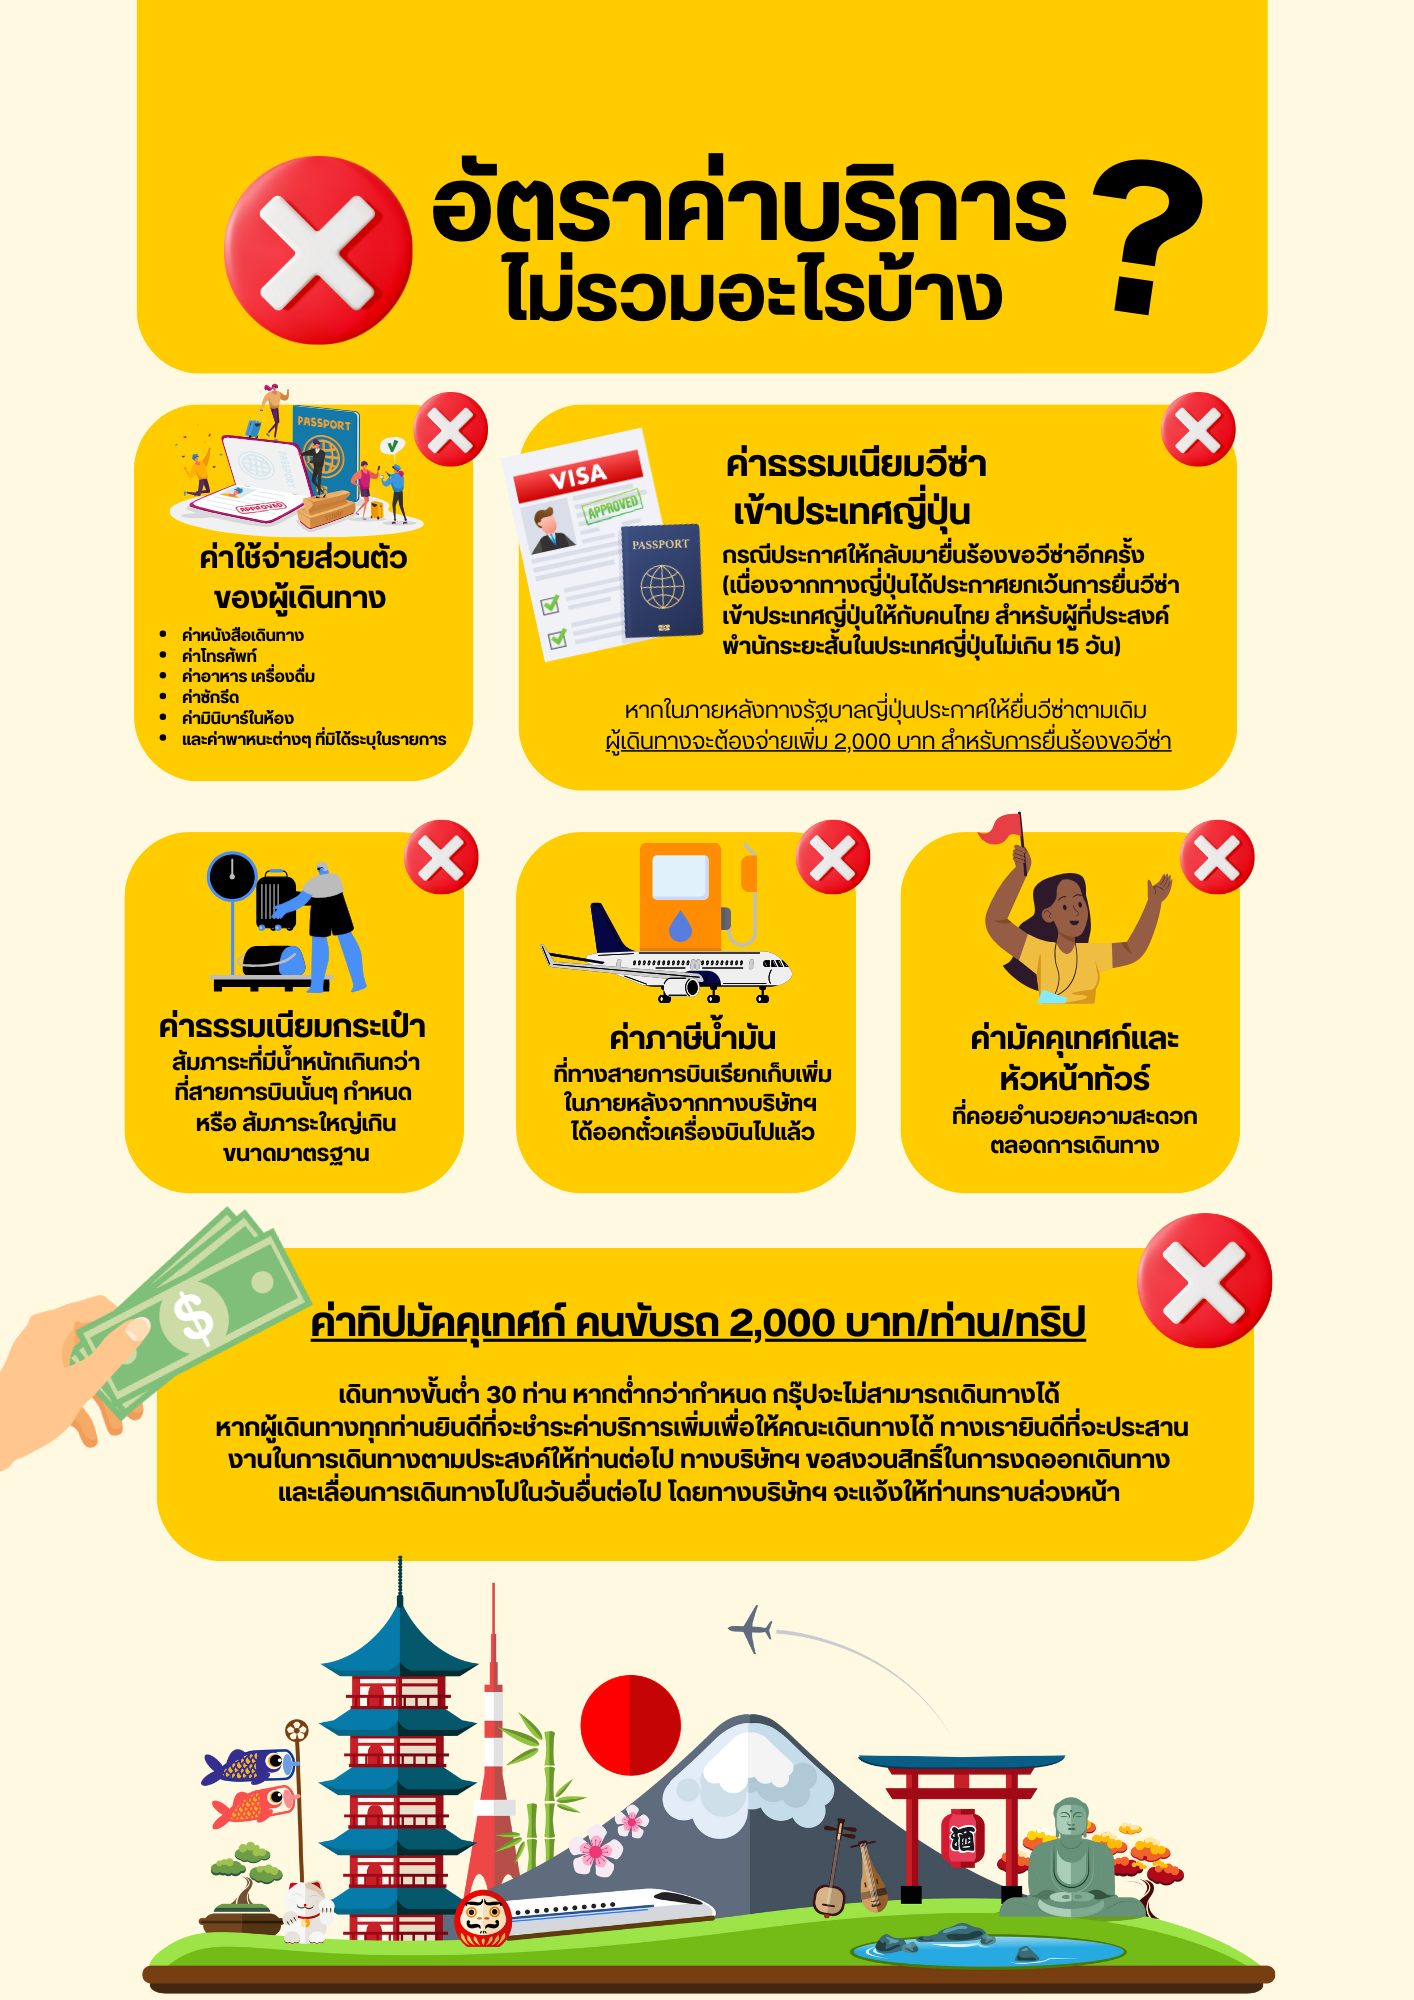 อัตราค่าบริการ ?
ไม่รวมอะไรบ้าง
PASSPORT
PASSPORT
APPROVED
ค่าใช้จ่ายส่วนตัว
ของผู้เดินทาง
• ค่าหนังสือเดินทาง
• ค่าโทรศัพท์
• ค่าอาหาร เครื่องดื่ม
• ค่าซักรีด
• ค่ามินิบาร์ในห้อง
• และค่าพาหนะต่างๆ ที่มิได้ระบุในรายการ
VISA
APPROVED
PASSPORT
ค่าธรรมเนียมวีซ่า
เข้าประเทศญี่ปุ่น
กรณีประกาศให้กลับมายื่นร้องขอวีซ่าอีกครั้ง
(เนื่องจากทางญี่ปุ่นได้ประกาศยกเว้นการยื่นวีซ่า
เข้าประเทศญี่ปุ่นให้กับคนไทย สำหรับผู้ที่ประสงค์
พำนักระยะสั้นในประเทศญี่ปุ่นไม่เกิน 15 วัน)
หากในภายหลังทางรัฐบาลญี่ปุ่นประกาศให้ยื่นวีซ่าตามเดิม
ผู้เดินทางจะต้องจ่ายเพิ่ม 2,000 บาท สำหรับการยื่นร้องขอวีซ่า
ค่าธรรมเนียมกระเป๋า
สัมภาระที่มีน้ำหนักเกินกว่า
ที่สายการบินนั้นๆ กำหนด
หรือ สัมภาระใหญ่เกิน
ขนาดมาตรฐาน
ค่าภาษีน้ำมัน
ที่ทางสายการบินเรียกเก็บเพิ่ม
ในภายหลังจากทางบริษัทฯ
ได้ออกตั๋วเครื่องบินไปแล้ว
ค่ามัคคุเทศก์และ
หัวหน้าทัวร์
ที่คอยอำนวยความสะดวก
ตลอดการเดินทาง
$
ค่าทิปมัคคุเทศก์ คนขับรถ 2,000 บาท/ท่าน/ทริป
เดินทางขั้นต่ำ 30 ท่าน หากต่ำกว่ากำหนด กรุ๊ปจะไม่สามารถเดินทางได้
หากผู้เดินทางทุกท่านยินดีที่จะชำระค่าบริการเพิ่มเพื่อให้คณะเดินทางได้ ทางเรายินดีที่จะประสาน
งานในการเดินทางตามประสงค์ให้ท่านต่อไป ทางบริษัทฯ ขอสงวนสิทธิ์ในการงดออกเดินทาง
และเลื่อนการเดินทางไปในวันอื่นต่อไป โดยทางบริษัทฯ จะแจ้งให้ท่านทราบล่วงหน้า
酒